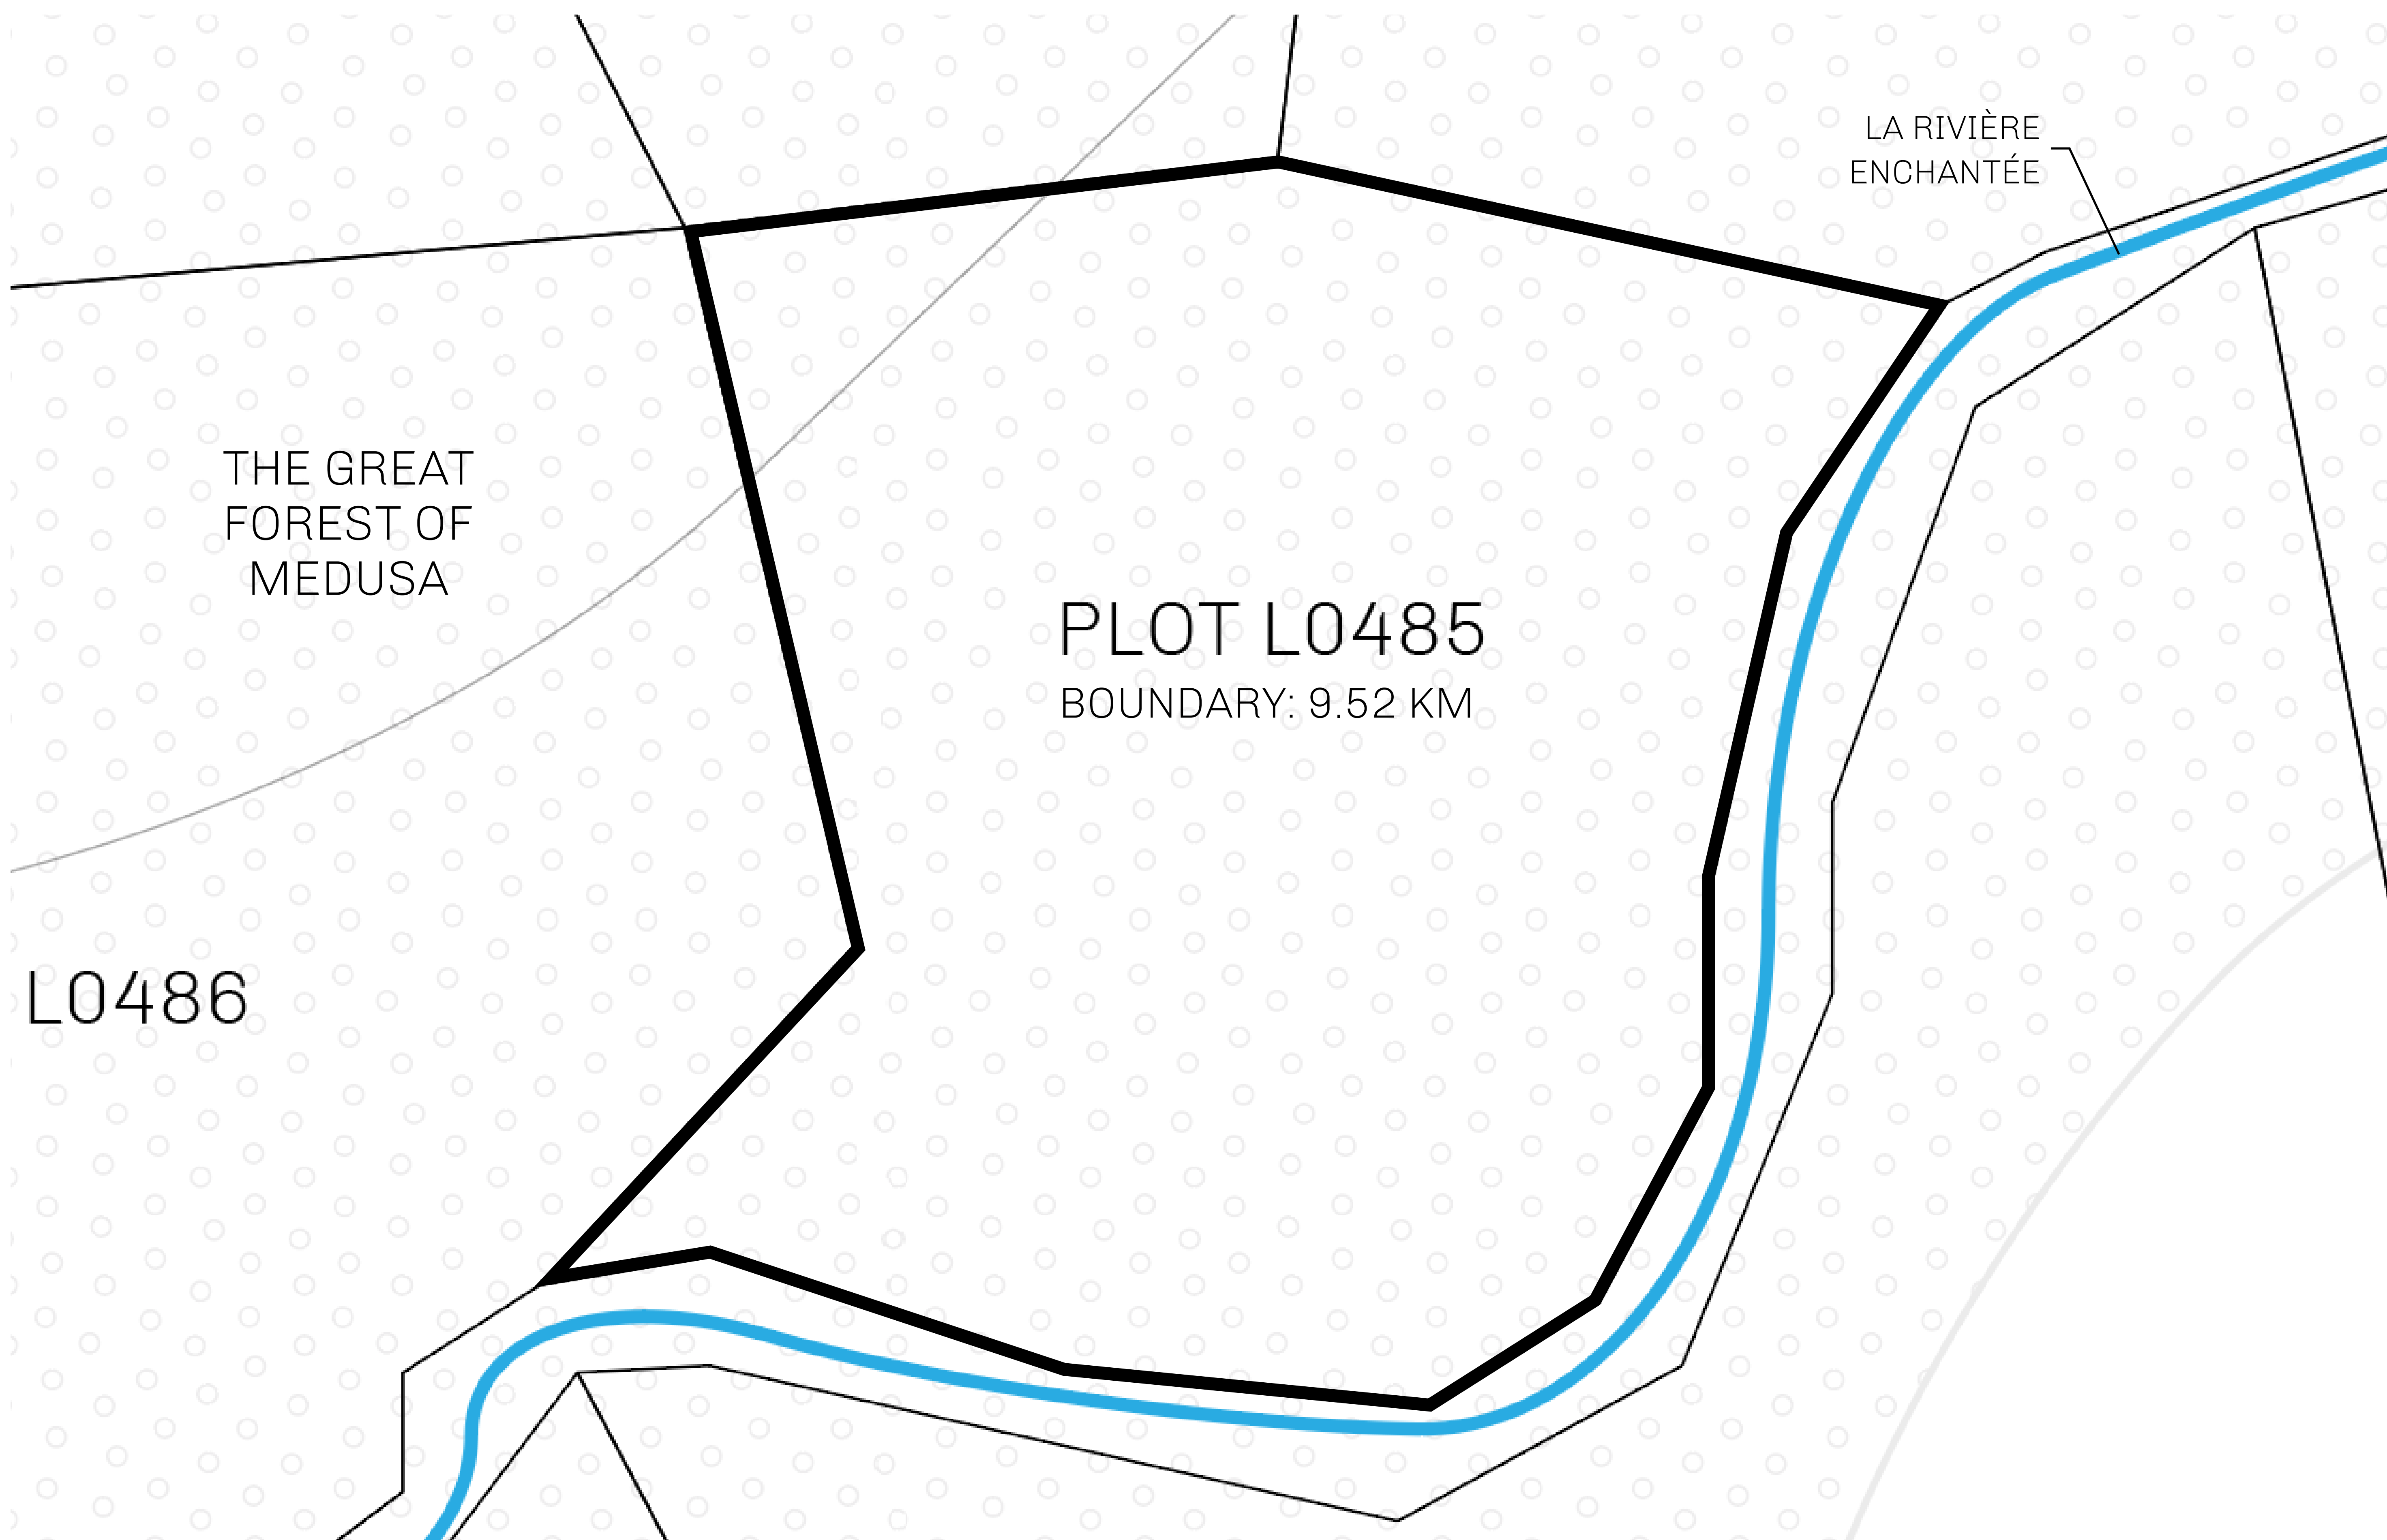 LA RIVIÈRE
ENCHANTÉE
THE GREAT
FOREST OF
MEDUSA
PLOT L0485
BOUNDARY: 9.52 KM
L0486